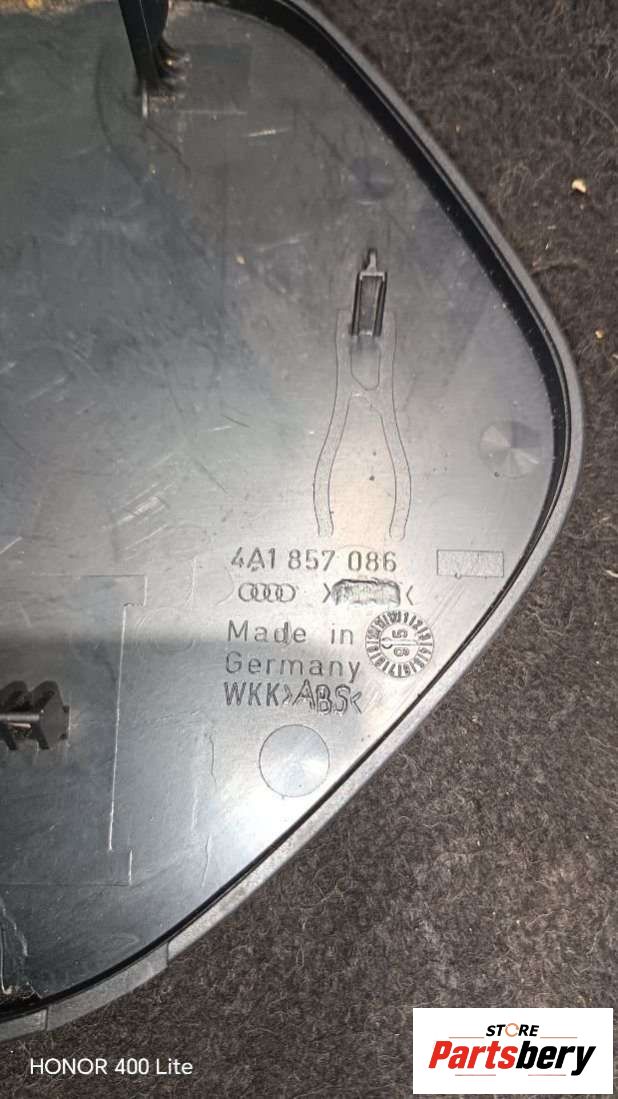 4A1 857 086
Made in
Germany
WKK>ABS<
STORE
Partsbery
HONOR 400 Lite